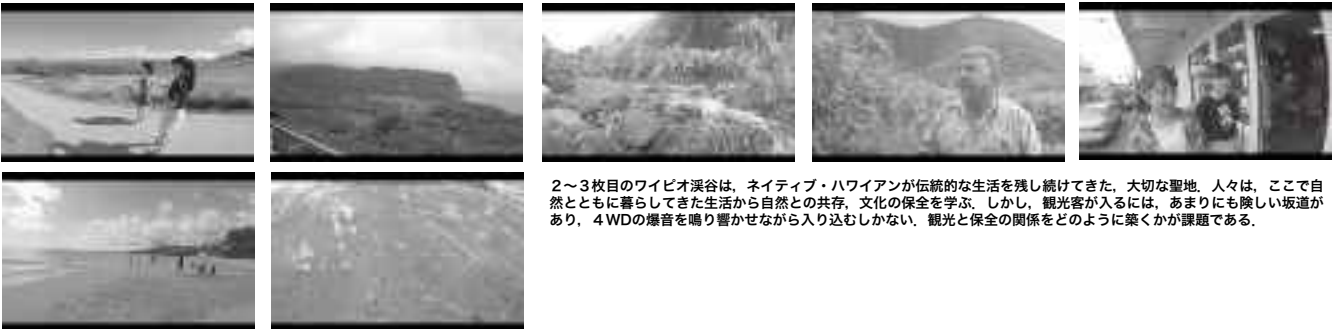 ２～３枚目のワイピオ渓谷は，ネイティブ・ハワイアンが伝統的な生活を残し続けてきた，大切な聖地．人々は，ここで自
然とともに暮らしてきた生活から自然との共存，文化の保全を学ぶ．しかし，観光客が入るには，あまりにも険しい坂道が
あり，４WDの爆音を鳴り響かせながら入り込むしかない．観光と保全の関係をどのように築くかが課題である．